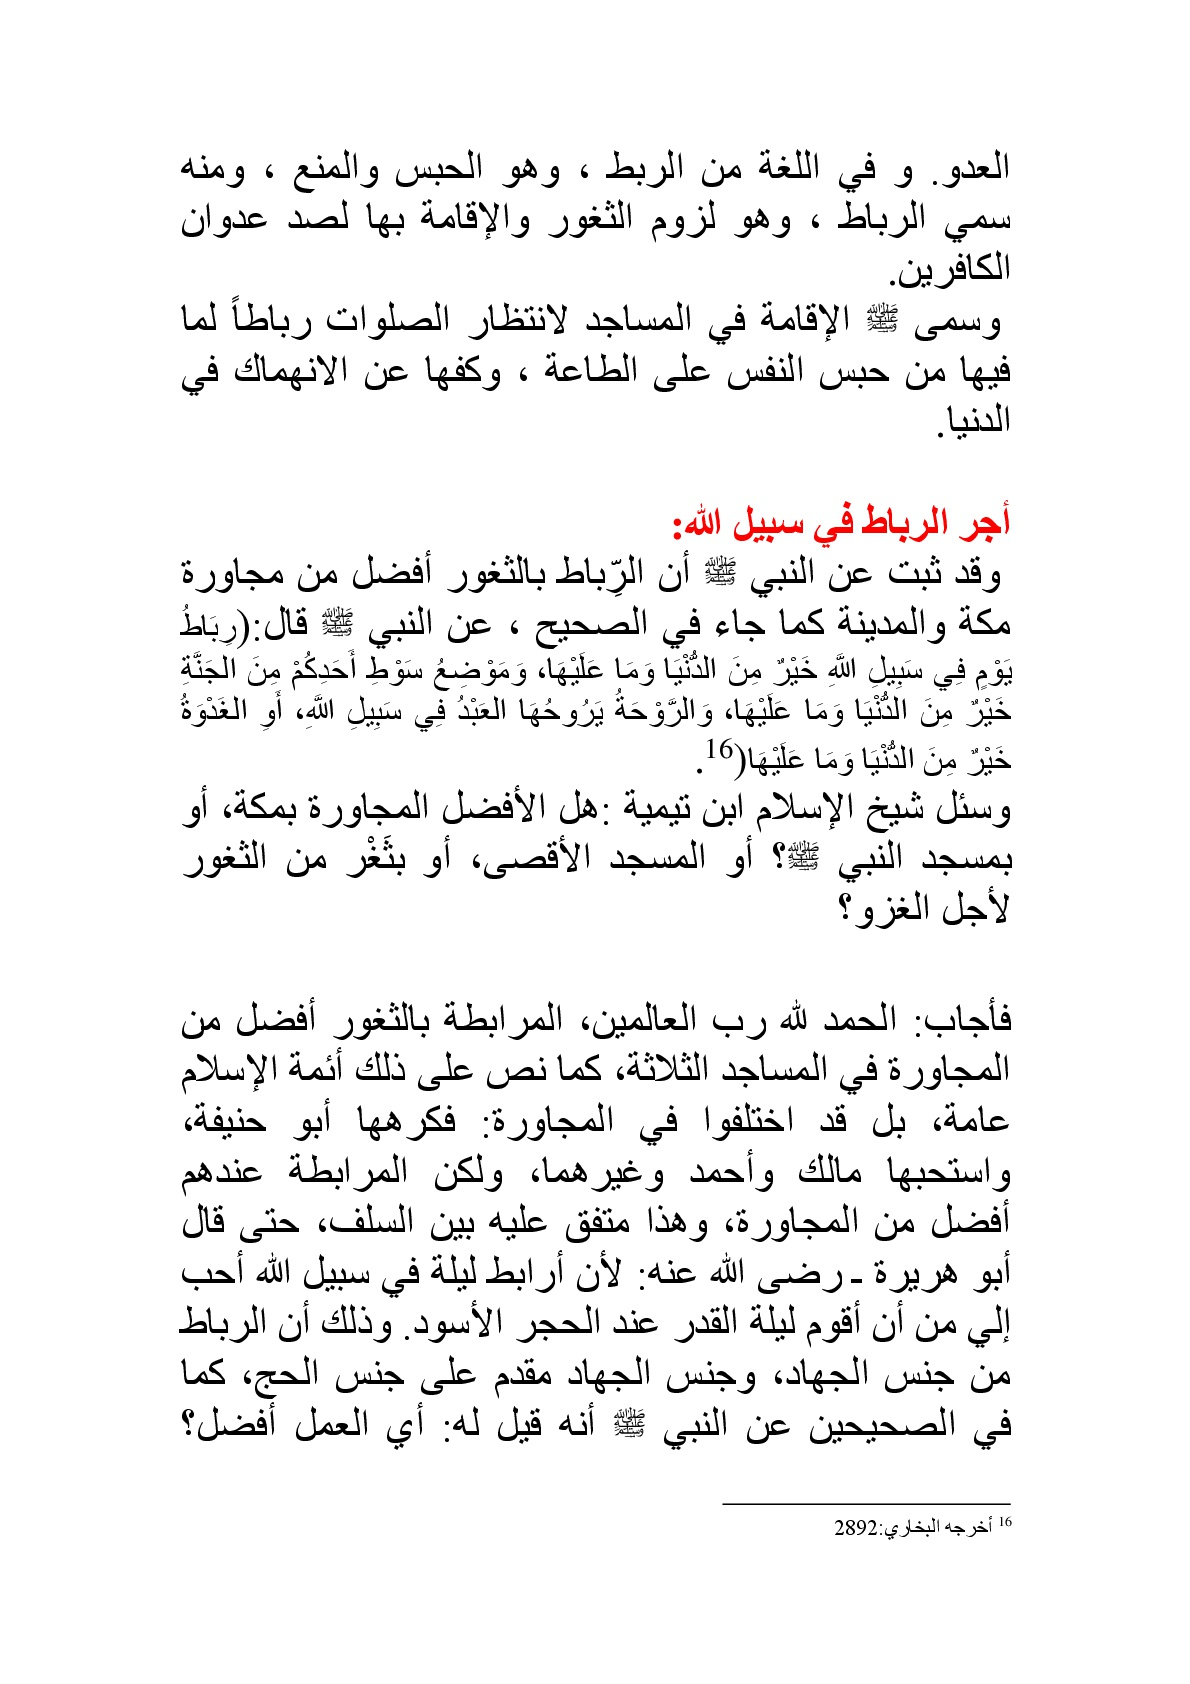 العدو. و في اللغة من الربط ، وهو الحبس والمنع ، ومنه
سمي الرباط ، وهو لزوم الثغور والإقامة بها لصد عدوان
الكافرين.
وسمى ﷺ الإقامة في المساجد لانتظار الصلوات رباطاً لما
فيها من حبس النفس على الطاعة ، وكفها عن الانهماك في
الدنيا.
أجر الرباط في سبيل الله:
وقد ثبت عن النبي ﷺ أن الرِّباط بالثغور أفضل من مجاورة
مكة والمدينة كما جاء في الصحيح ، عن النبي ﷺ قال:(رِبَاطُ
يَوْمٍ فِي سَبِيلِ اللَّهِ خَيْرٌ مِنَ الدُّنْيَا وَمَا عَلَيْهَا، وَمَوْضِعُ سَوْطِ أَحَدِكُمْ مِنَ الجَنَّةِ
خَيْرٌ مِنَ الدُّنْيَا وَمَا عَلَيْهَا، وَالرَّوْحَةُ يَرُوحُهَا العَبْدُ فِي سَبِيلِ اللَّهِ، أَوِ الغَدْوَةُ
خَيْرٌ مِنَ الدُّنْيَا وَمَا عَلَيْهَا)16.
وسئل شيخ الإسلام ابن تيمية :هل الأفضل المجاورة بمكة، أو
بمسجد النبي ﷺ؟ أو المسجد الأقصى، أو بثَغْر من الثغور
لأجل الغزو؟
فأجاب: الحمد لله رب العالمين، المرابطة بالثغور أفضل من
المجاورة في المساجد الثلاثة، كما نص على ذلك أئمة الإسلام
عامة، بل قد اختلفوا في المجاورة: فكرهها أبو حنيفة،
واستحبها مالك وأحمد وغيرهما، ولكن المرابطة عندهم
أفضل من المجاورة، وهذا متفق عليه بين السلف، حتى قال
أبو هريرة ـ رضى الله عنه: لأن أرابط ليلة في سبيل الله أحب
إلي من أن أقوم ليلة القدر عند الحجر الأسود. وذلك أن الرباط
من جنس الجهاد، وجنس الجهاد مقدم على جنس الحج، كما
في الصحيحين عن النبي ﷺ أنه قيل له: أي العمل أفضل؟
16 أخرجه البخاري:2892